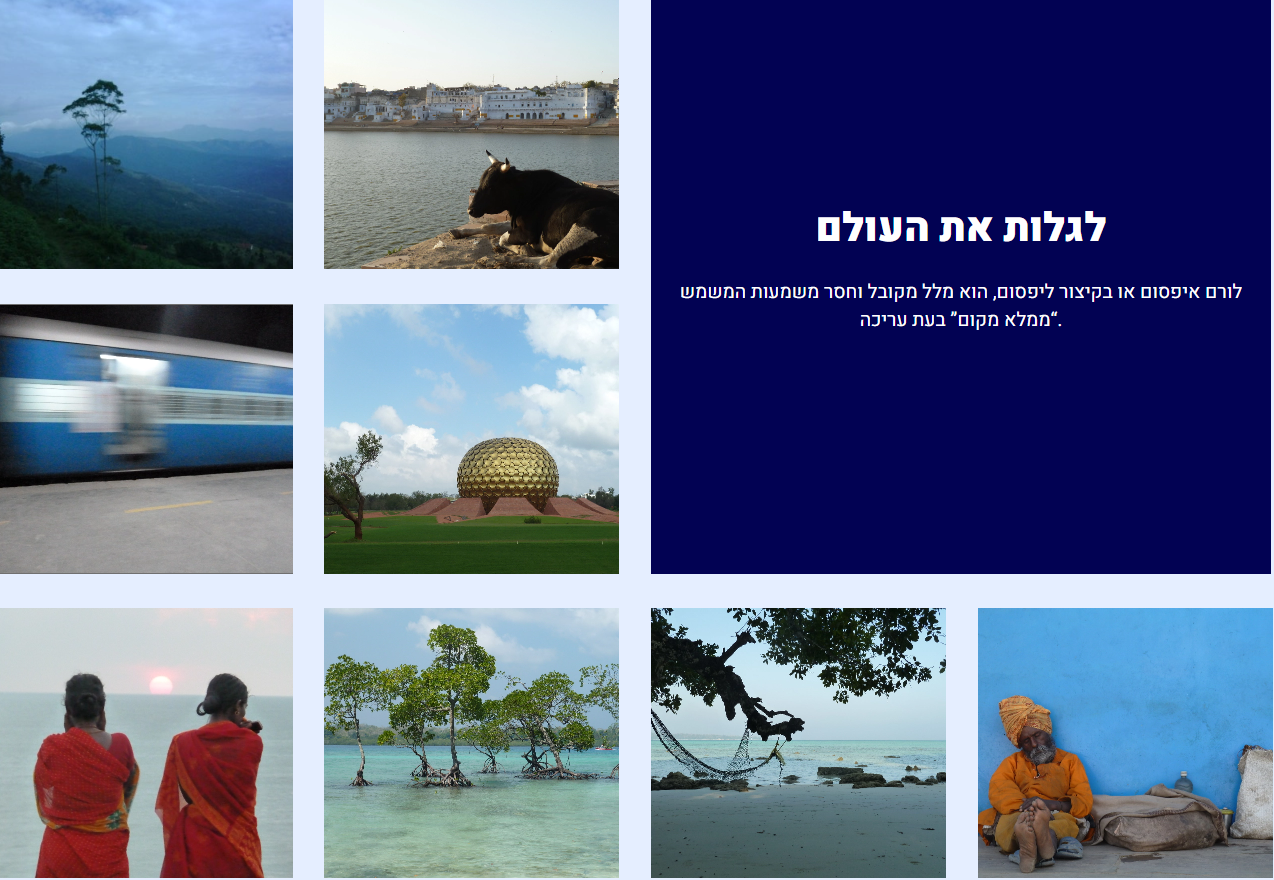 לגלות את העולם
לורם איפסום או בקיצור ליפסום, הוא מלל מקובל וחסר משמעות המשמש
.“ממלא מקום” בעת עריכה